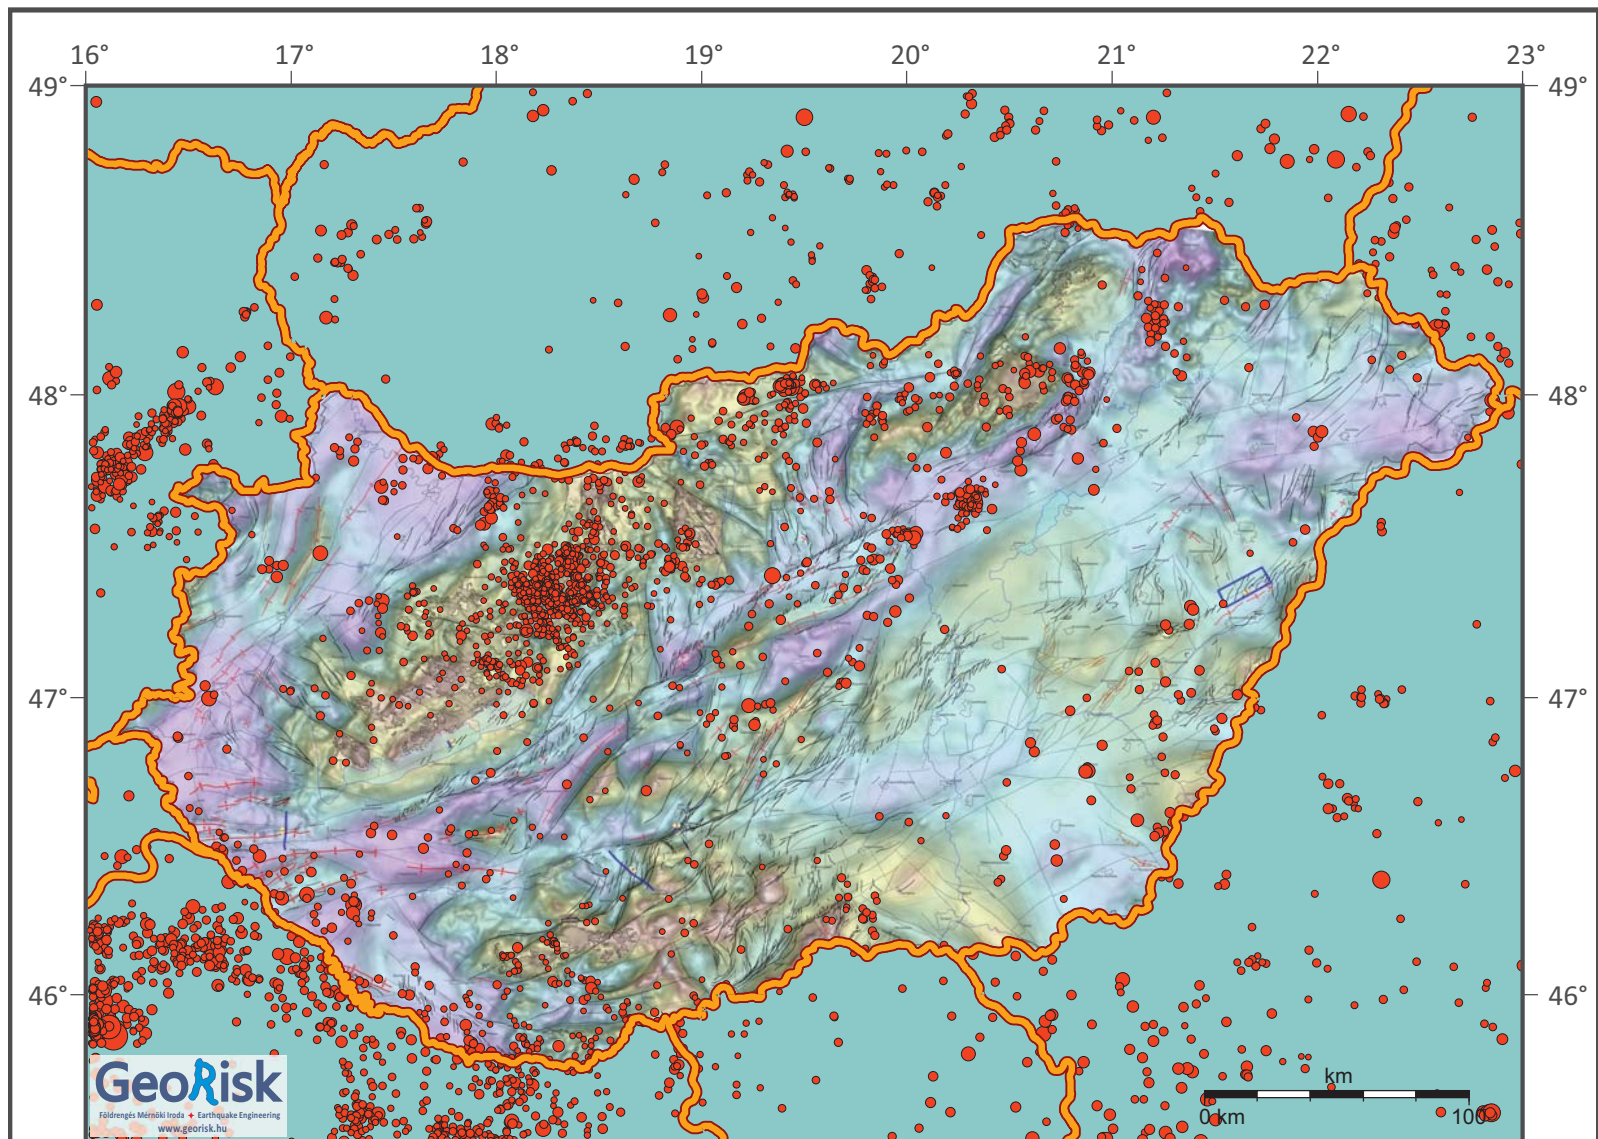 16° 17° 18° 19° 20° 21° 22° 23°
49° 49°
48° 48°
47° 47°
46° 46°
GeoRisk
Földrengés Mérnöki Iroda ✦ Earthquake Engineering
www.georisk.hu
km
0 km 100